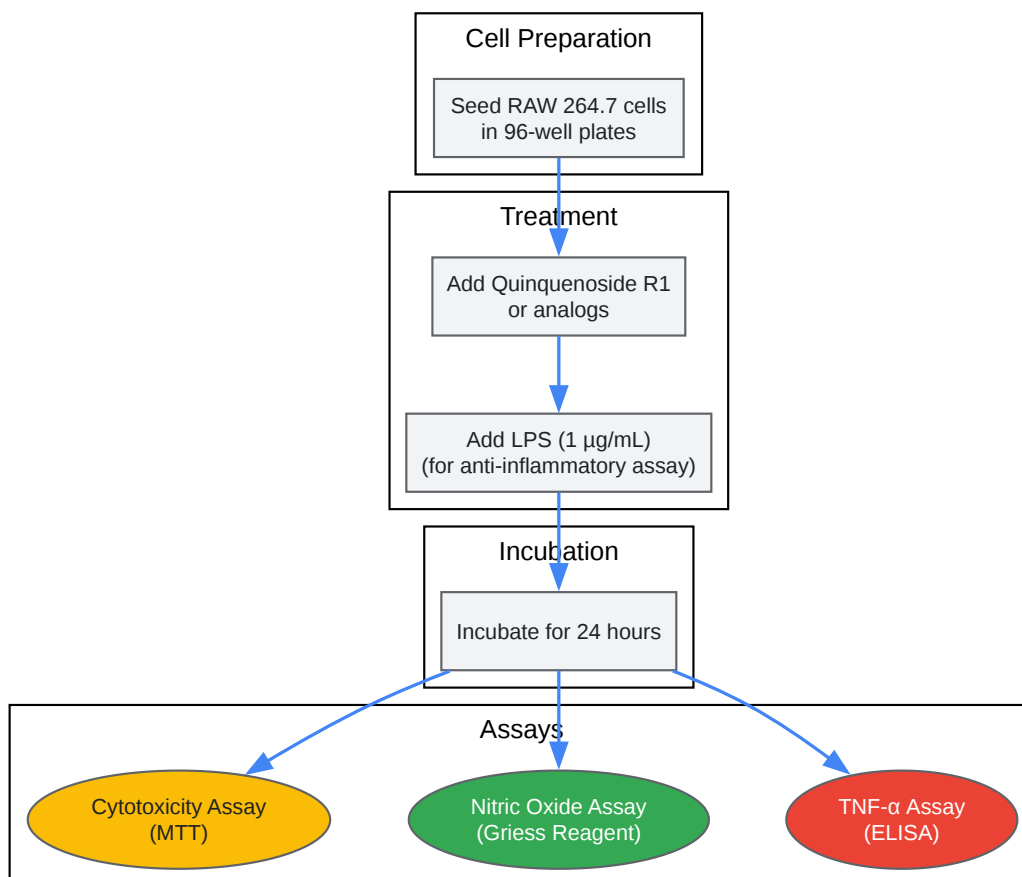 Cell Preparation
Seed RAW 264.7 cells
in 96-well plates
Treatment
Add Quinquenoside R1
or analogs
Add LPS (1 µg/mL)
(for anti-inflammatory assay)
Incubation
Incubate for 24 hours
Assays
Cytotoxicity Assay
(MTT)
Nitric Oxide Assay
(Griess Reagent)
TNF-α Assay
(ELISA)